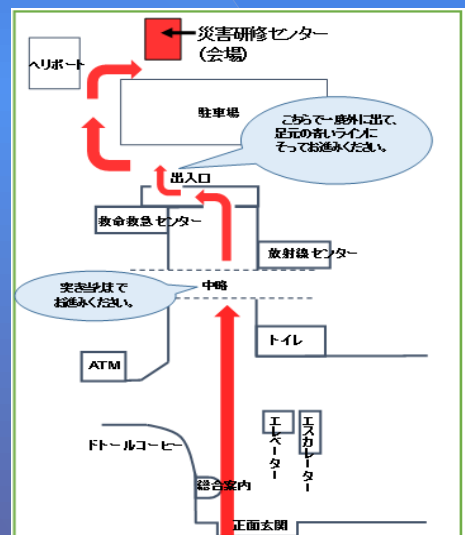 災害研修センター
(会場)
ヘリポート
駐車場
こちらで一度外に出て、
足元の青いラインに
そってお進みください。
出入口
救命救急センター
放射線センター
突き当りまで
お進みください。
中略
トイレ
ATM
ドトールコーヒー
エレベーター
エスカレーター
総合案内
正面玄関